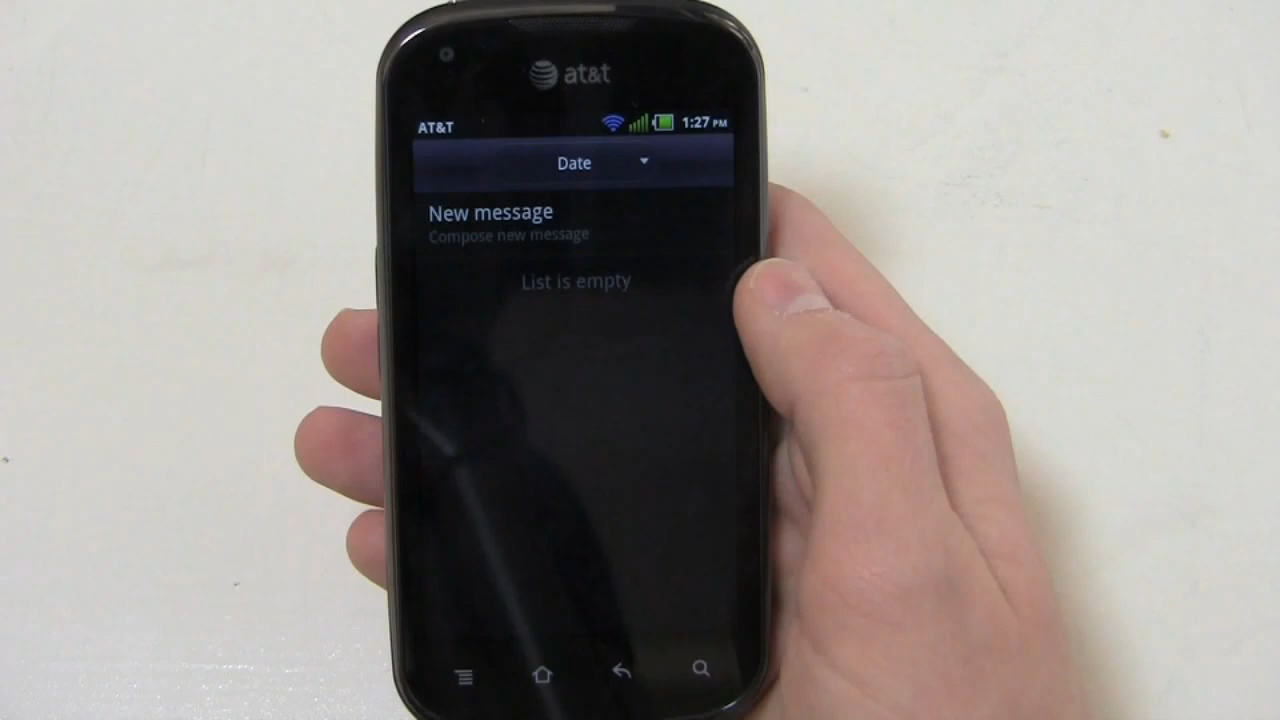 at&t
AT&T 1:27 PM
Date
New message
Compose new message
List is empty